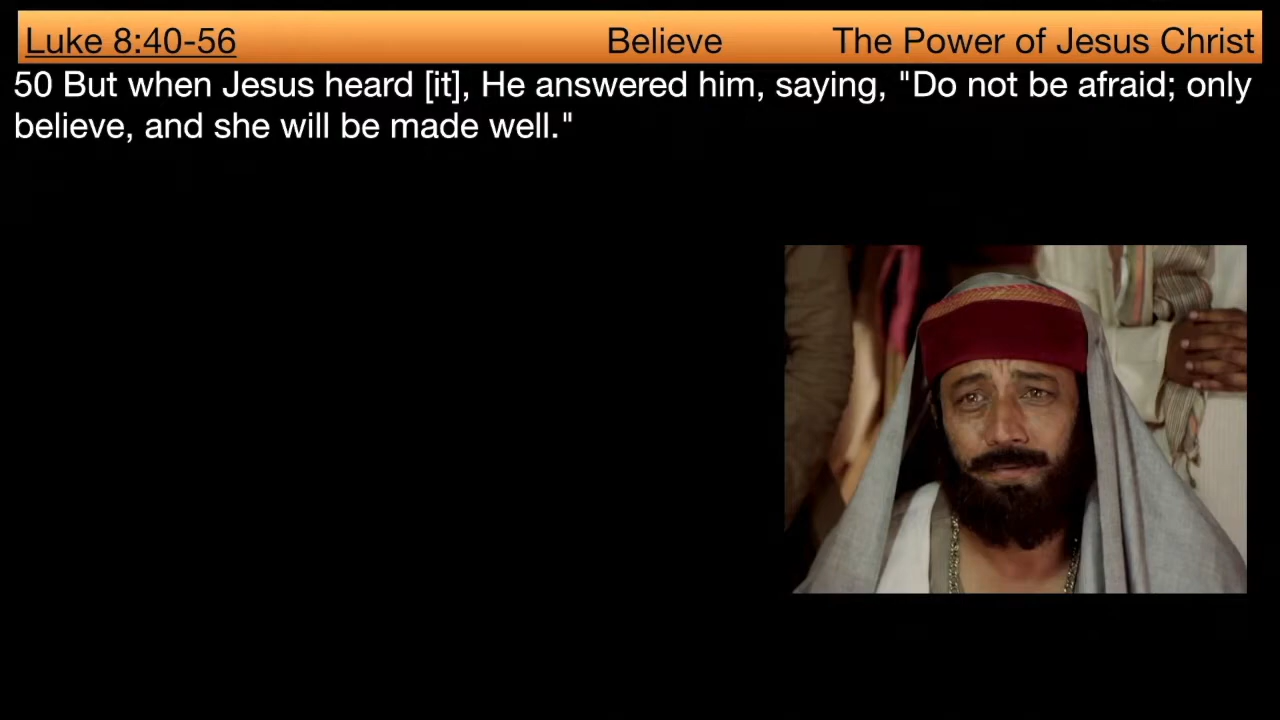 Luke 8:40-56 Believe The Power of Jesus Christ
50 But when Jesus heard [it], He answered him, saying, "Do not be afraid; only
believe, and she will be made well."